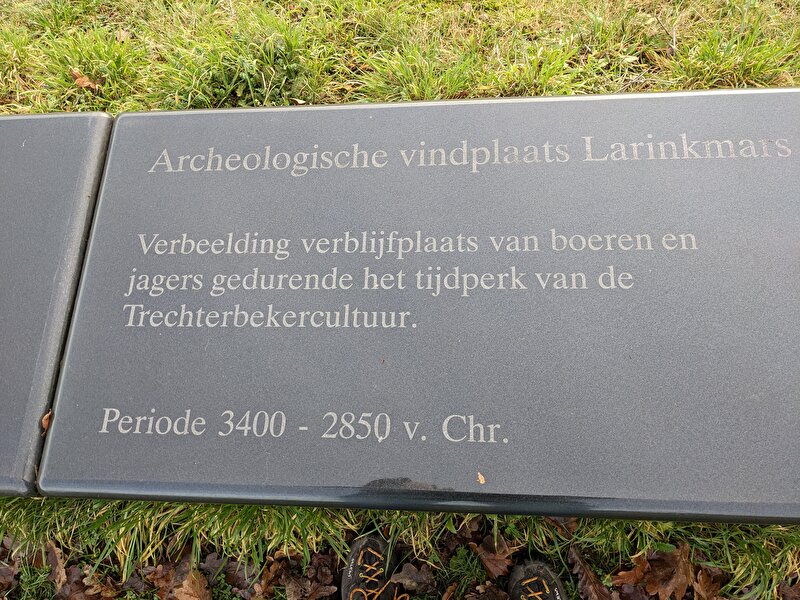 Archeologische vindplaats Larinkmars
Verbeelding verblijfplaats van boeren en
jagers gedurende het tijdperk van de
Trechterbekercultuur.
Periode 3400 - 2850 v. Chr.